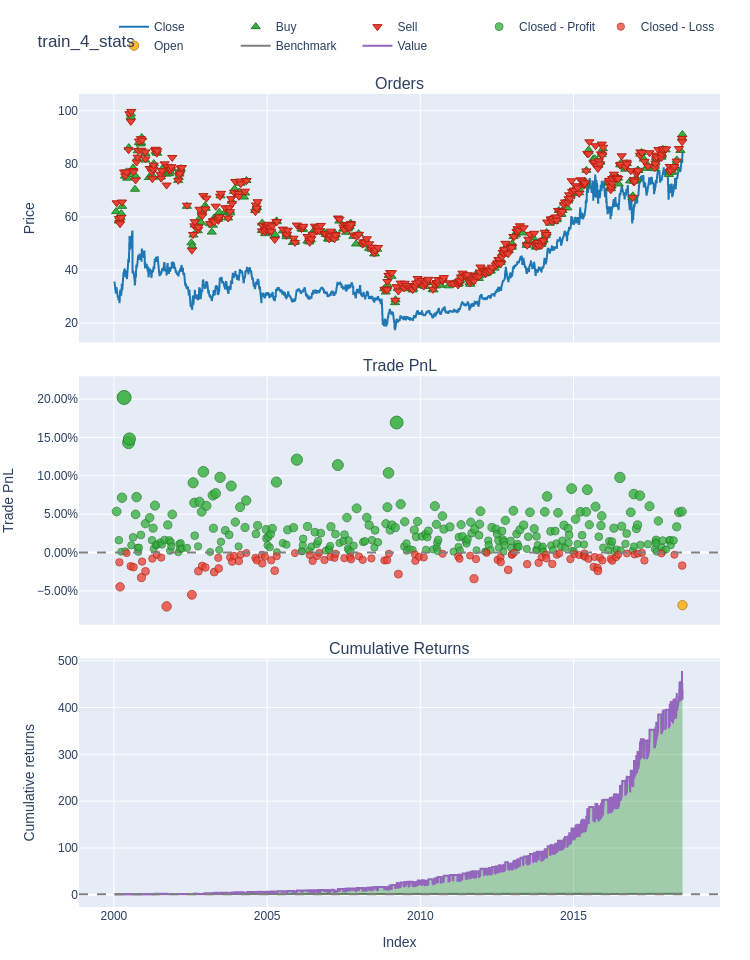 train_4_stats
Close
Buy
Sell
Closed - Profit
Closed - Loss
Open
Benchmark
Value
Orders
100
80
60
40
20
Price
Trade PnL
20.00%
15.00%
10.00%
5.00%
0.00%
−5.00%
Trade PnL
Cumulative Returns
500
400
300
200
100
0
Cumulative returns
2000
2005
2010
2015
Index